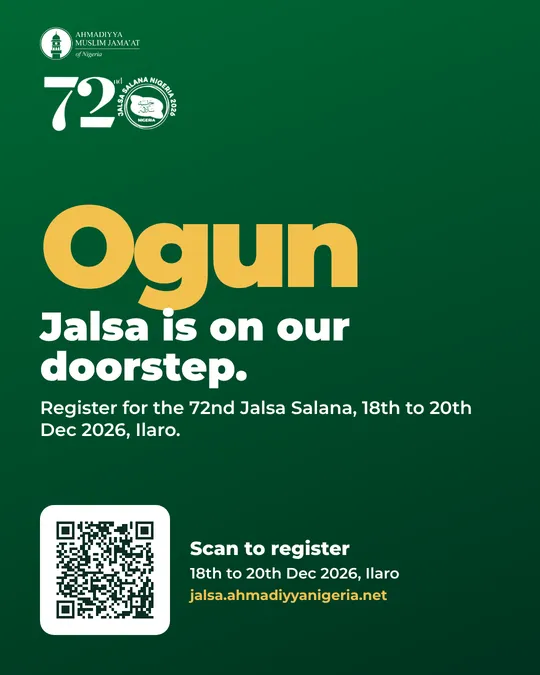 AHMADIYYA
MUSLIM JAMA'AT
of Nigeria
72nd
JALSA SALANA NIGERIA 2026
NIGERIA
Ogun
Jalsa is on our
doorstep.
Register for the 72nd Jalsa Salana, 18th to 20th
Dec 2026, Ilaro.
Scan to register
18th to 20th Dec 2026, Ilaro
jalsa.ahmadiyyanigeria.net